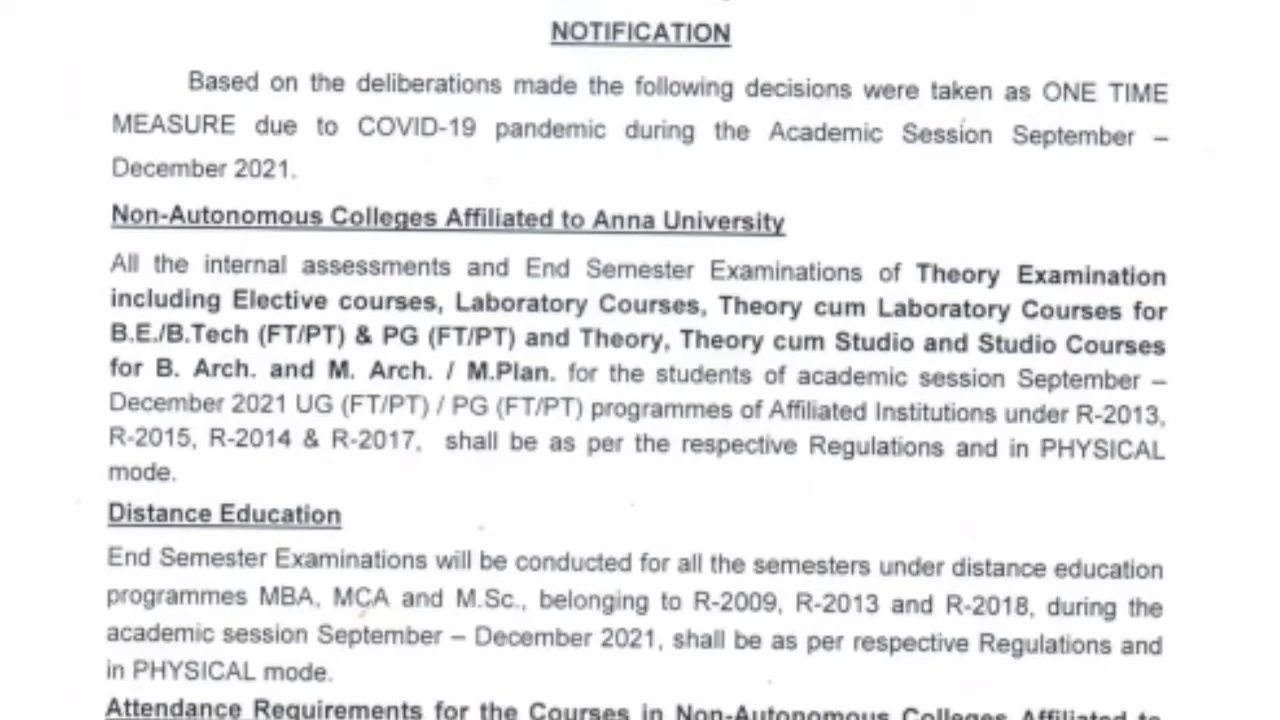 NOTIFICATION
Based on the deliberations made the following decisions were taken as ONE TIME
MEASURE due to COVID-19 pandemic during the Academic Session September –
December 2021.
Non-Autonomous Colleges Affiliated to Anna University
All the internal assessments and End Semester Examinations of Theory Examination
including Elective courses, Laboratory Courses, Theory cum Laboratory Courses for
B.E./B.Tech (FT/PT) & PG (FT/PT) and Theory, Theory cum Studio and Studio Courses
for B. Arch. and M. Arch. / M.Plan. for the students of academic session September –
December 2021 UG (FT/PT) / PG (FT/PT) programmes of Affiliated Institutions under R-2013,
R-2015, R-2014 & R-2017, shall be as per the respective Regulations and in PHYSICAL
mode.
Distance Education
End Semester Examinations will be conducted for all the semesters under distance education
programmes MBA, MCA and M.Sc., belonging to R-2009, R-2013 and R-2018, during the
academic session September – December 2021, shall be as per respective Regulations and
in PHYSICAL mode.
Attendance Requirements for the Courses in Non-Autonomous Colleges Affiliated to